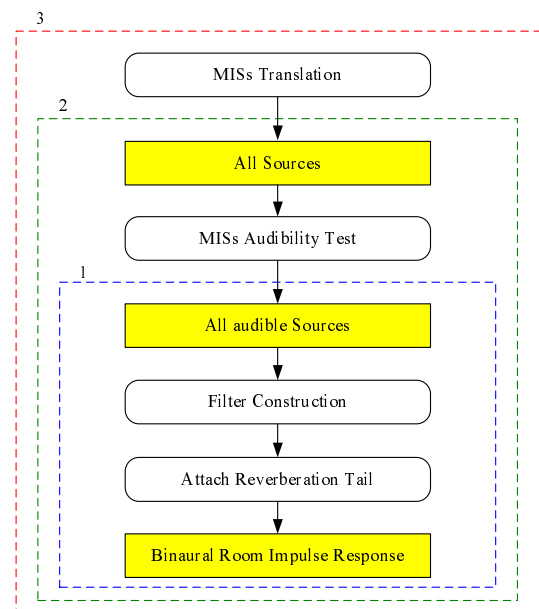 3
MISs Translation
2
All Sources
MISs Audibility Test
1
All audible Sources
Filter Construction
Attach Reverberation Tail
Binaural Room Impulse Response